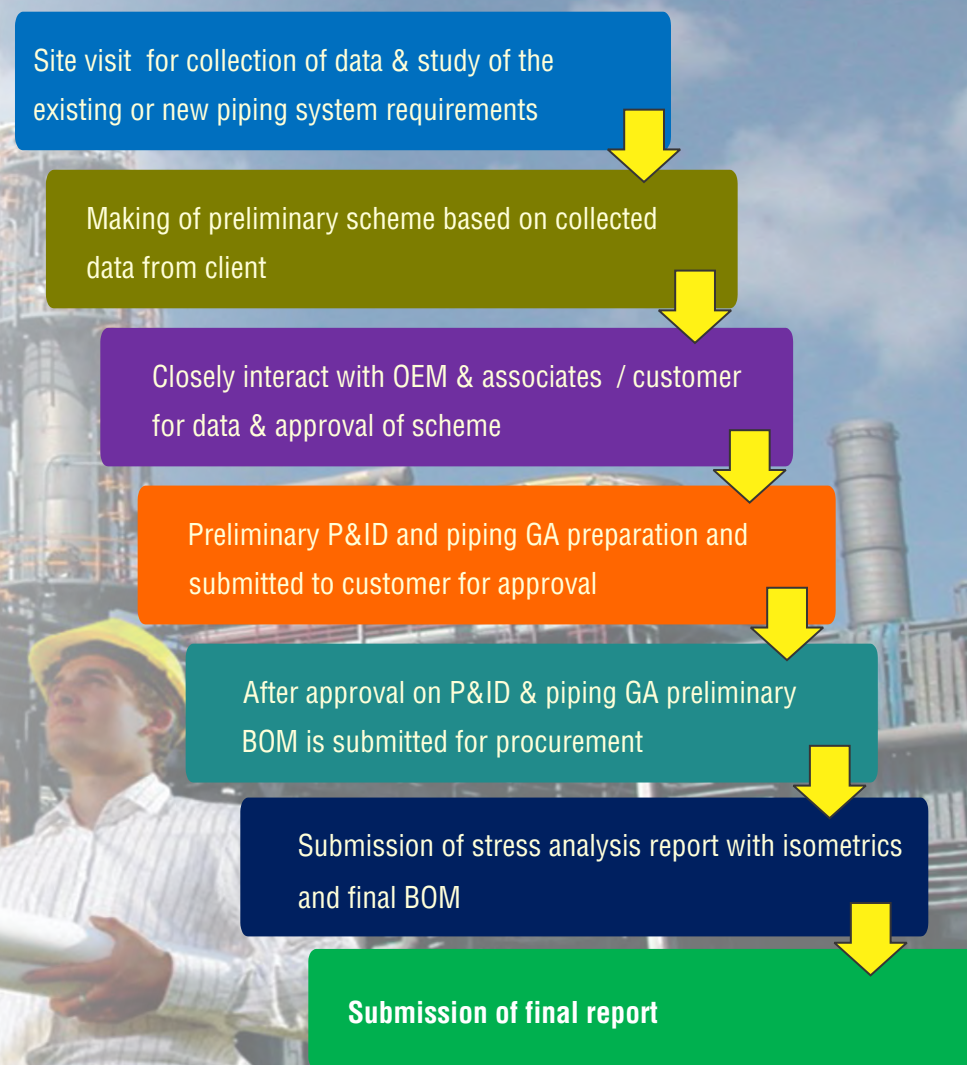 Site visit for collection of data & study of the
existing or new piping system requirements
Making of preliminary scheme based on collected
data from client
Closely interact with OEM & associates / customer
for data & approval of scheme
Preliminary P&ID and piping GA preparation and
submitted to customer for approval
After approval on P&ID & piping GA preliminary
BOM is submitted for procurement
Submission of stress analysis report with isometrics
and final BOM
Submission of final report